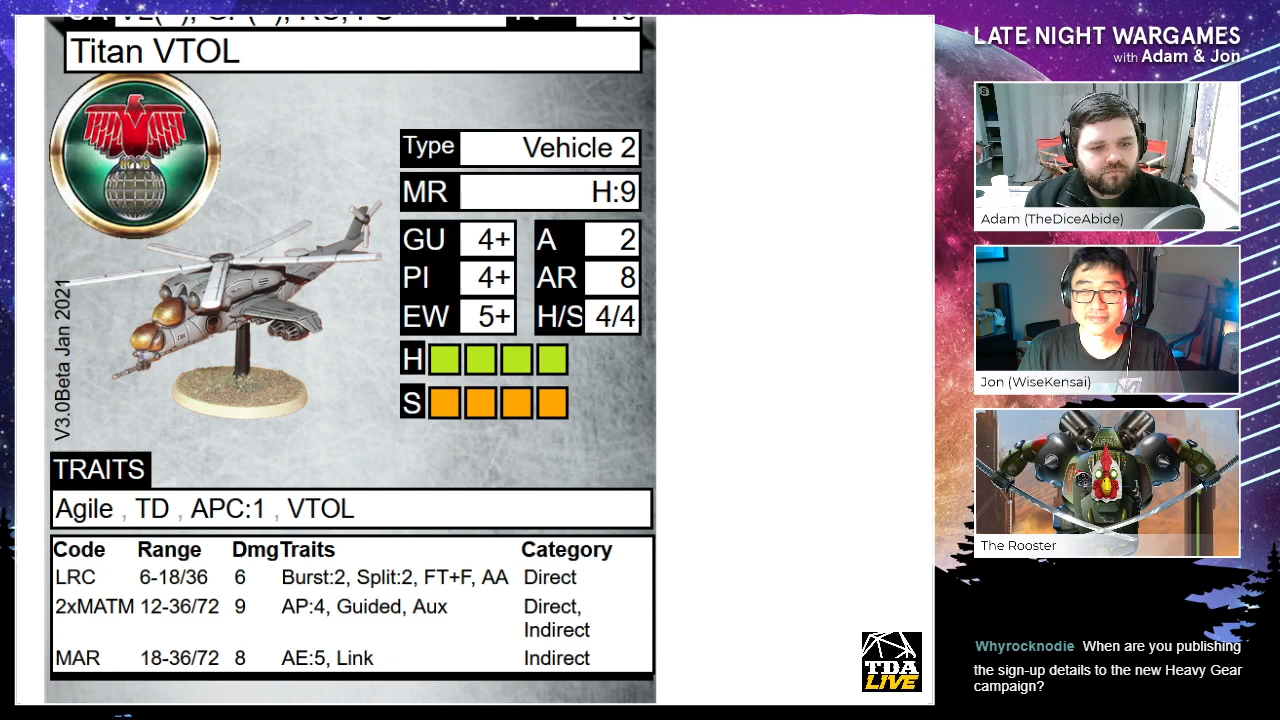 Titan VTOL
Type Vehicle 2
MR H:9
GU 4+ A 2
PI 4+ AR 8
EW 5+ H/S 4/4
H
S
V3.0Beta Jan 2021
TRAITS
Agile , TD , APC:1 , VTOL
Code Range Dmg Traits Category
LRC 6-18/36 6 Burst:2, Split:2, FT+F, AA Direct
2xMATM 12-36/72 9 AP:4, Guided, Aux Direct,
Indirect
MAR 18-36/72 8 AE:5, Link Indirect
TDA
LIVE
LATE NIGHT WARGAMES
with Adam & Jon
Adam (TheDiceAbide)
Jon (WiseKensai)
The Rooster
Whyrocknodie When are you publishing
the sign-up details to the new Heavy Gear
campaign?